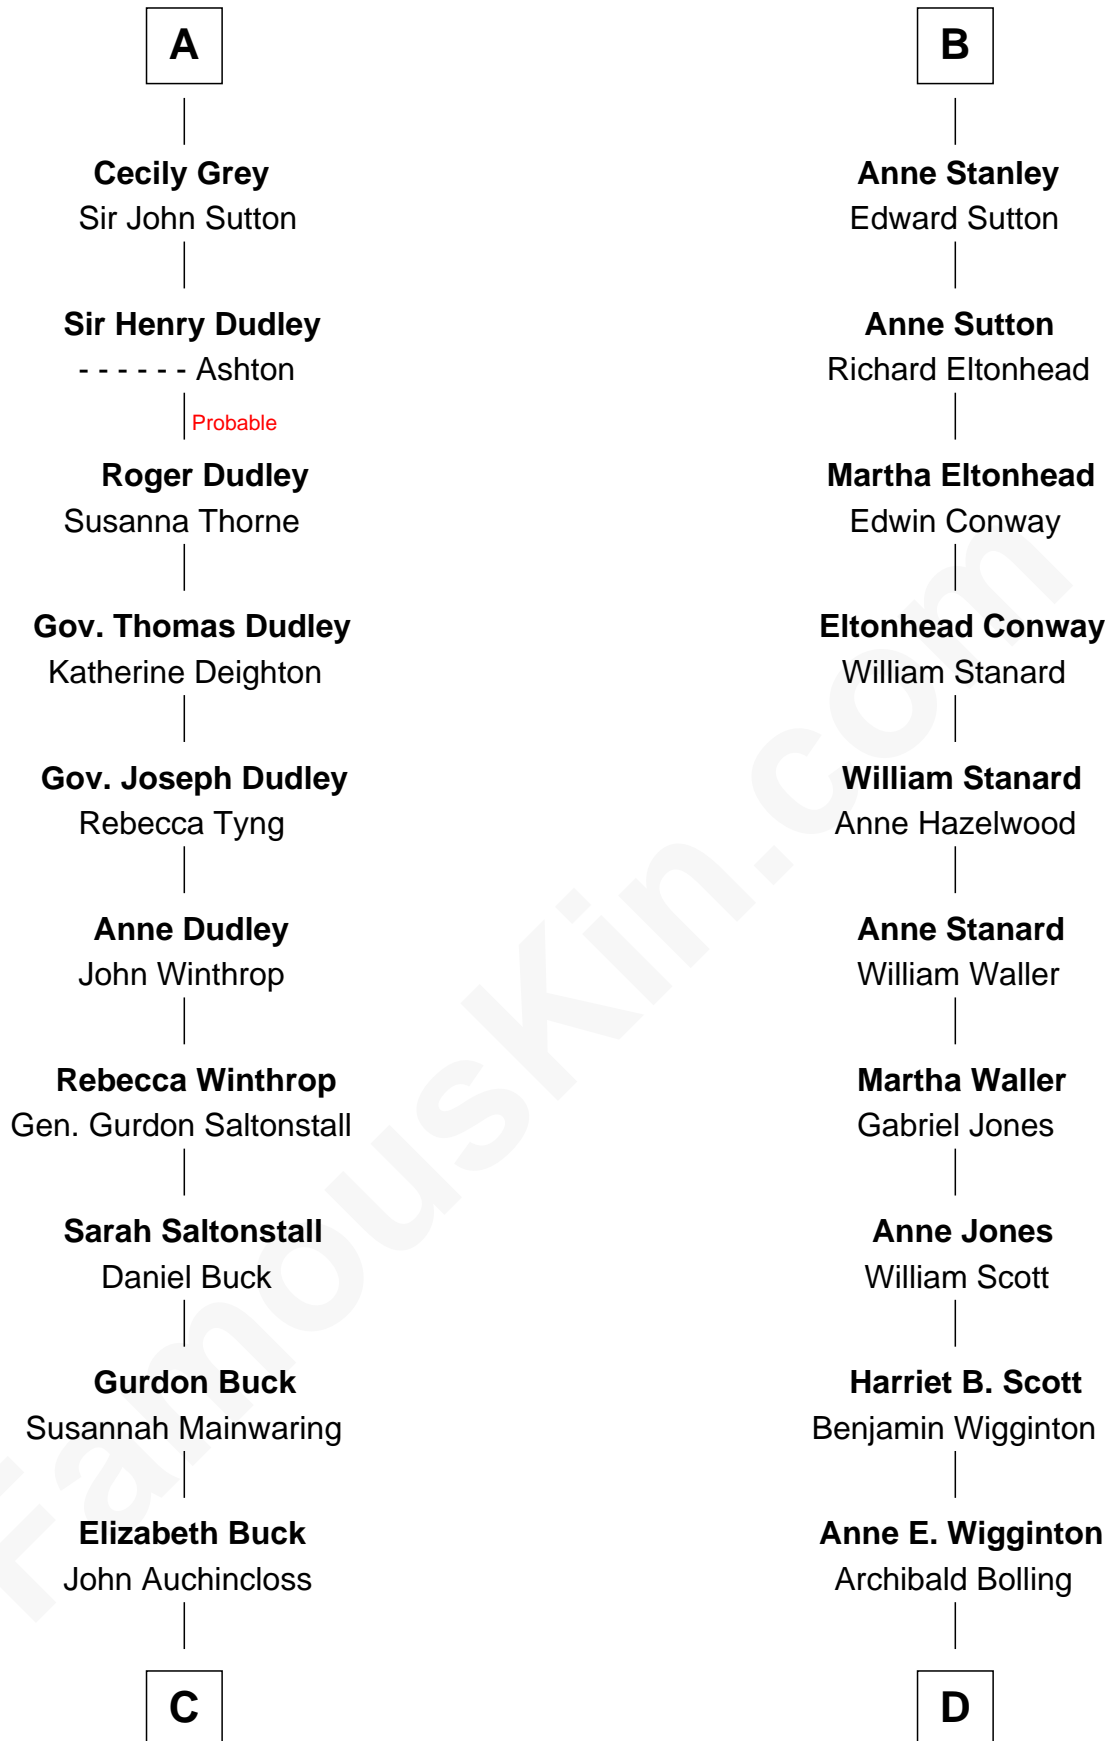 A
Cecily Grey
Sir John Sutton
Sir Henry Dudley
- - - - - - Ashton
Probable
Roger Dudley
Susanna Thorne
Gov. Thomas Dudley
Katherine Deighton
Gov. Joseph Dudley
Rebecca Tyng
Anne Dudley
John Winthrop
Rebecca Winthrop
Gen. Gurdon Saltonstall
Sarah Saltonstall
Daniel Buck
Gurdon Buck
Susannah Mainwaring
Elizabeth Buck
John Auchincloss
C
B
Anne Stanley
Edward Sutton
Anne Sutton
Richard Eltonhead
Martha Eltonhead
Edwin Conway
Eltonhead Conway
William Stanard
William Stanard
Anne Hazelwood
Anne Stanard
William Waller
Martha Waller
Gabriel Jones
Anne Jones
William Scott
Harriet B. Scott
Benjamin Wigginton
Anne E. Wigginton
Archibald Bolling
D
FamousKin.com